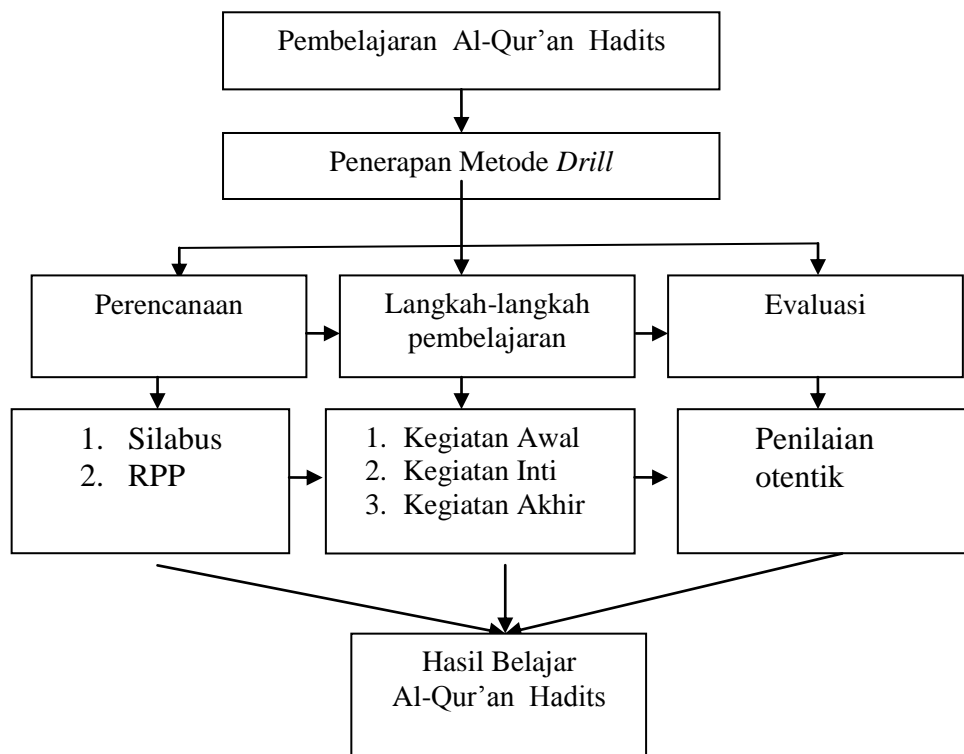 Pembelajaran Al-Qur’an Hadits
Penerapan Metode Drill
Perencanaan
Langkah-langkah
pembelajaran
Evaluasi
1. Silabus
2. RPP
1. Kegiatan Awal
2. Kegiatan Inti
3. Kegiatan Akhir
Penilaian
otentik
Hasil Belajar
Al-Qur’an Hadits